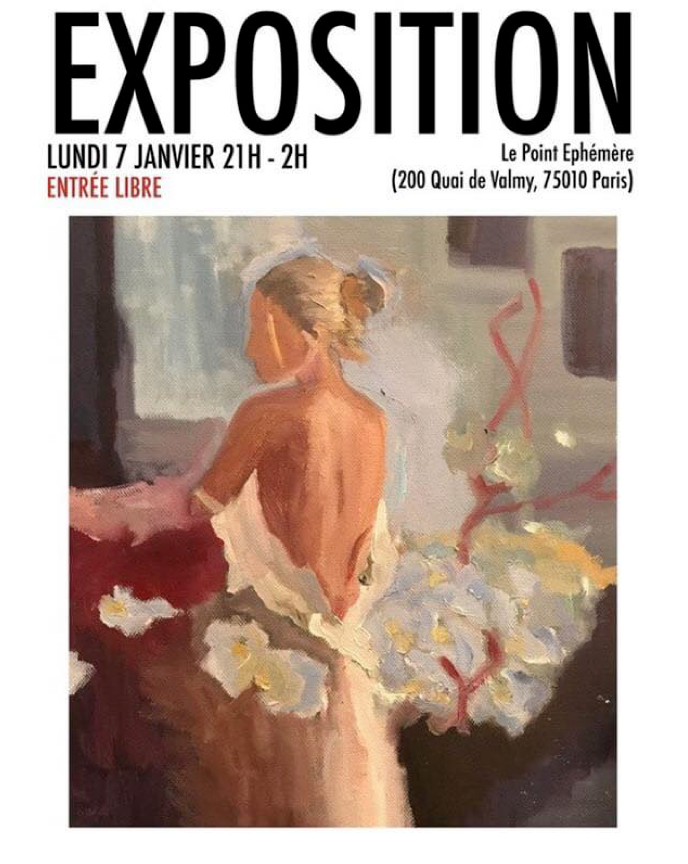 EXPOSITION
LUNDI 7 JANVIER 21H - 2H
ENTRÉE LIBRE
Le Point Ephémère
(200 Quai de Valmy, 75010 Paris)